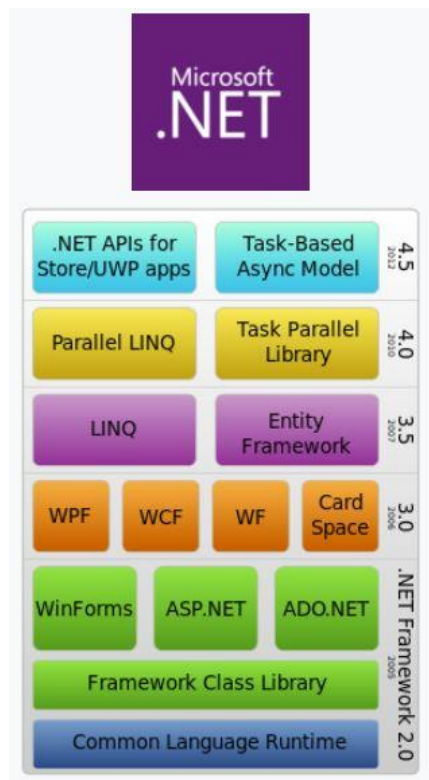 Microsoft
.NET
.NET APIs for
Store/UWP apps
Task-Based
Async Model
4.5
2012
Parallel LINQ
Task Parallel
Library
4.0
2010
LINQ
Entity
Framework
3.5
2007
WPF
WCF
WF
Card
Space
3.0
2006
WinForms
ASP.NET
ADO.NET
Framework Class Library
Common Language Runtime
.NET Framework 2.0
2005